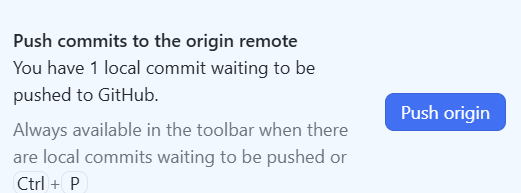 Push commits to the origin remote
You have 1 local commit waiting to be
pushed to GitHub.
Push origin
Always available in the toolbar when there
are local commits waiting to be pushed or
Ctrl + P